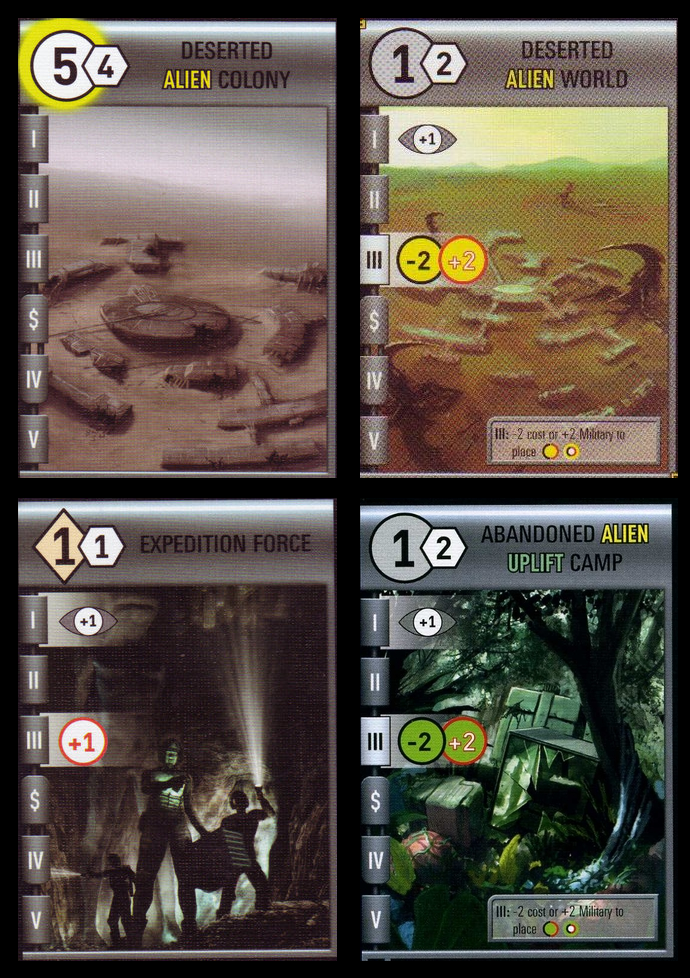 5 4 DESERTED
ALIEN COLONY
I
II
III
$
IV
V
1 2 DESERTED
ALIEN WORLD
I +1
II
III -2 +2
$
IV
V
III: -2 cost or +2 Military to
place
1 1 EXPEDITION FORCE
I +1
II
III +1
$
IV
V
1 2 ABANDONED ALIEN
UPLIFT CAMP
I +1
II
III -2 +2
$
IV
V
III: -2 cost or +2 Military to
place